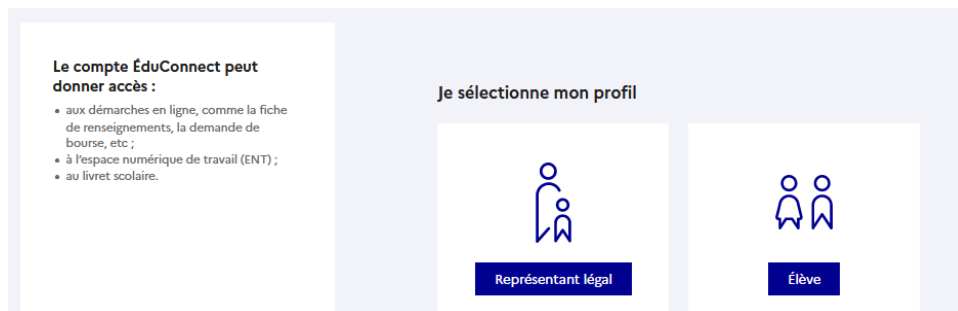 Le compte ÉduConnect peut
donner accès :
• aux démarches en ligne, comme la fiche
de renseignements, la demande de
bourse, etc ;
• à l'espace numérique de travail (ENT) ;
• au livret scolaire.
Je sélectionne mon profil
Représentant légal
Élève